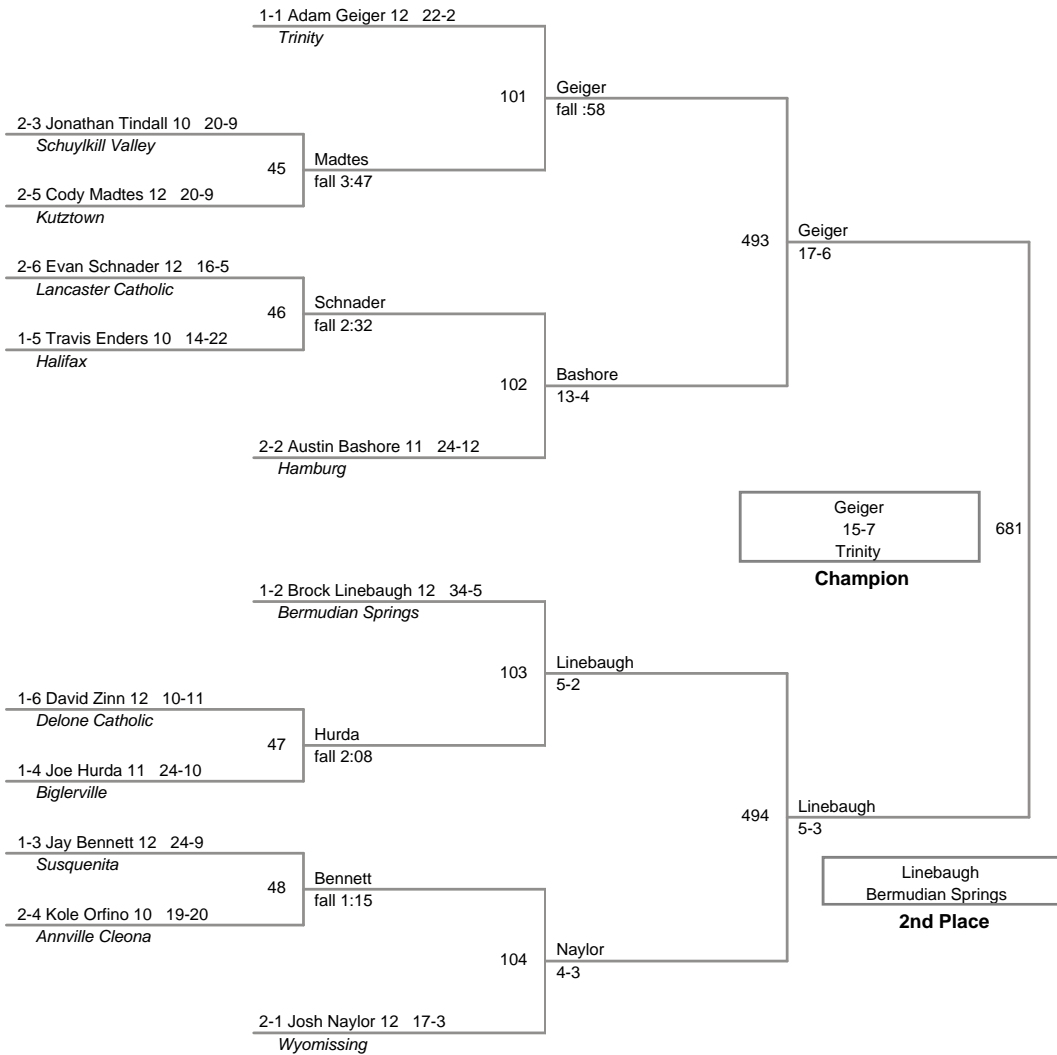 1-1 Adam Geiger 12 22-2
Trinity
101
Geiger
fall :58
2-3 Jonathan Tindall 10 20-9
Schuylkill Valley
45
Madtes
fall 3:47
2-5 Cody Madtes 12 20-9
Kutztown
493
Geiger
17-6
2-6 Evan Schnader 12 16-5
Lancaster Catholic
46
Schnader
fall 2:32
1-5 Travis Enders 10 14-22
Halifax
102
Bashore
13-4
2-2 Austin Bashore 11 24-12
Hamburg
Geiger
15-7
Trinity
Champion
681
1-2 Brock Linebaugh 12 34-5
Bermudian Springs
103
Linebaugh
5-2
1-6 David Zinn 12 10-11
Delone Catholic
47
Hurda
fall 2:08
1-4 Joe Hurda 11 24-10
Biglerville
494
Linebaugh
5-3
1-3 Jay Bennett 12 24-9
Susquenita
48
Bennett
fall 1:15
2-4 Kole Orfino 10 19-20
Annville Cleona
Linebaugh
Bermudian Springs
2nd Place
104
Naylor
4-3
2-1 Josh Naylor 12 17-3
Wyomissing